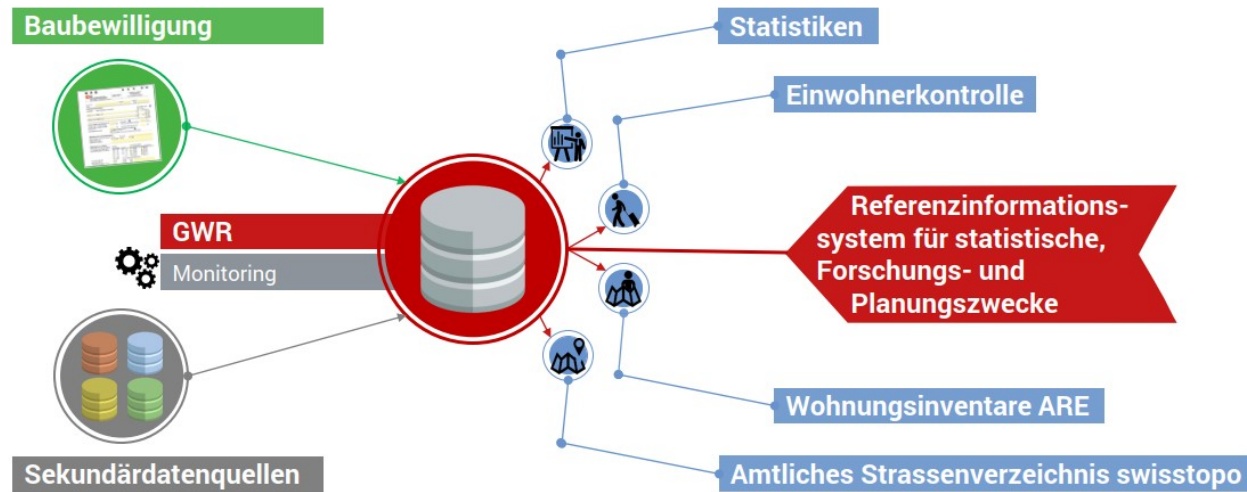 Baubewilligung
Statistiken
Einwohnerkontrolle
GWR
Monitoring
Referenzinformations-
system für statistische,
Forschungs- und
Planungszwecke
Wohnungsinventare ARE
Sekundärdatenquellen
Amtliches Strassenverzeichnis swisstopo